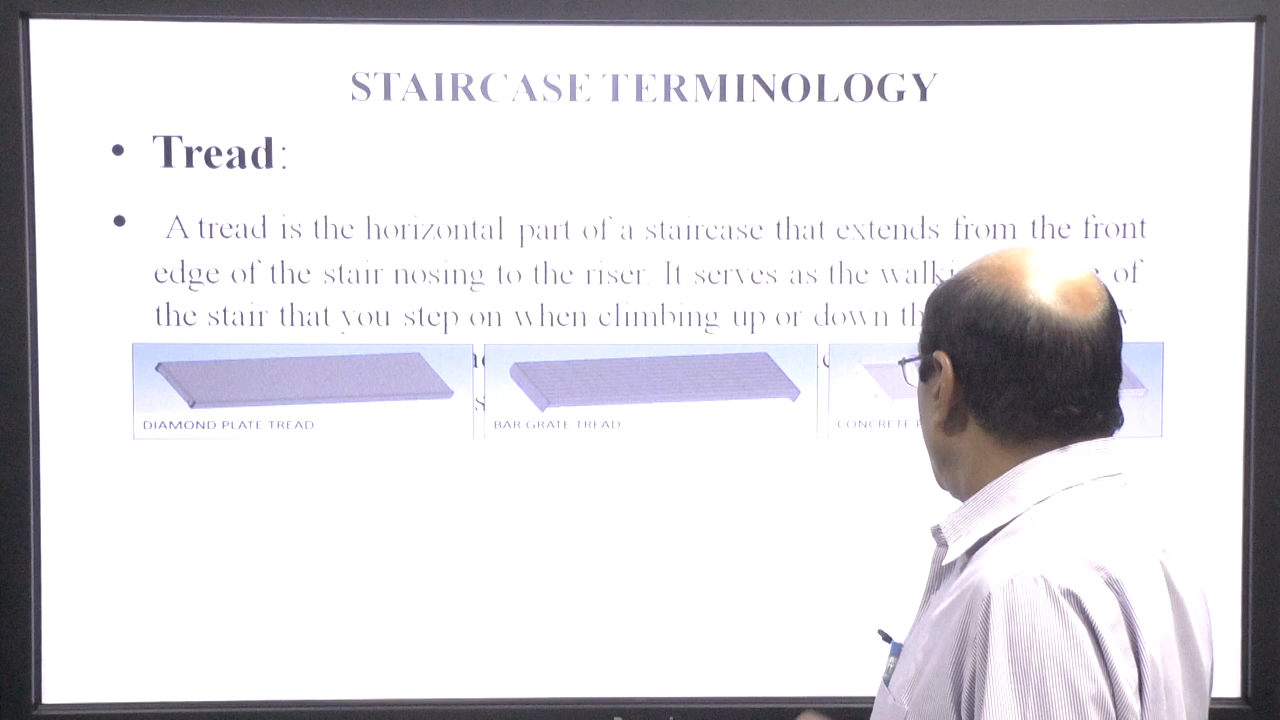 STAIRCASE TERMINOLOGY
• Tread:
• A tread is the horizontal part of a staircase that extends from the front
edge of the stair nosing to the riser. It serves as the of
the stair that you step on when climbing up or down
DIAMOND PLATE TREAD
BAR GRATE TREAD
CONCRETE